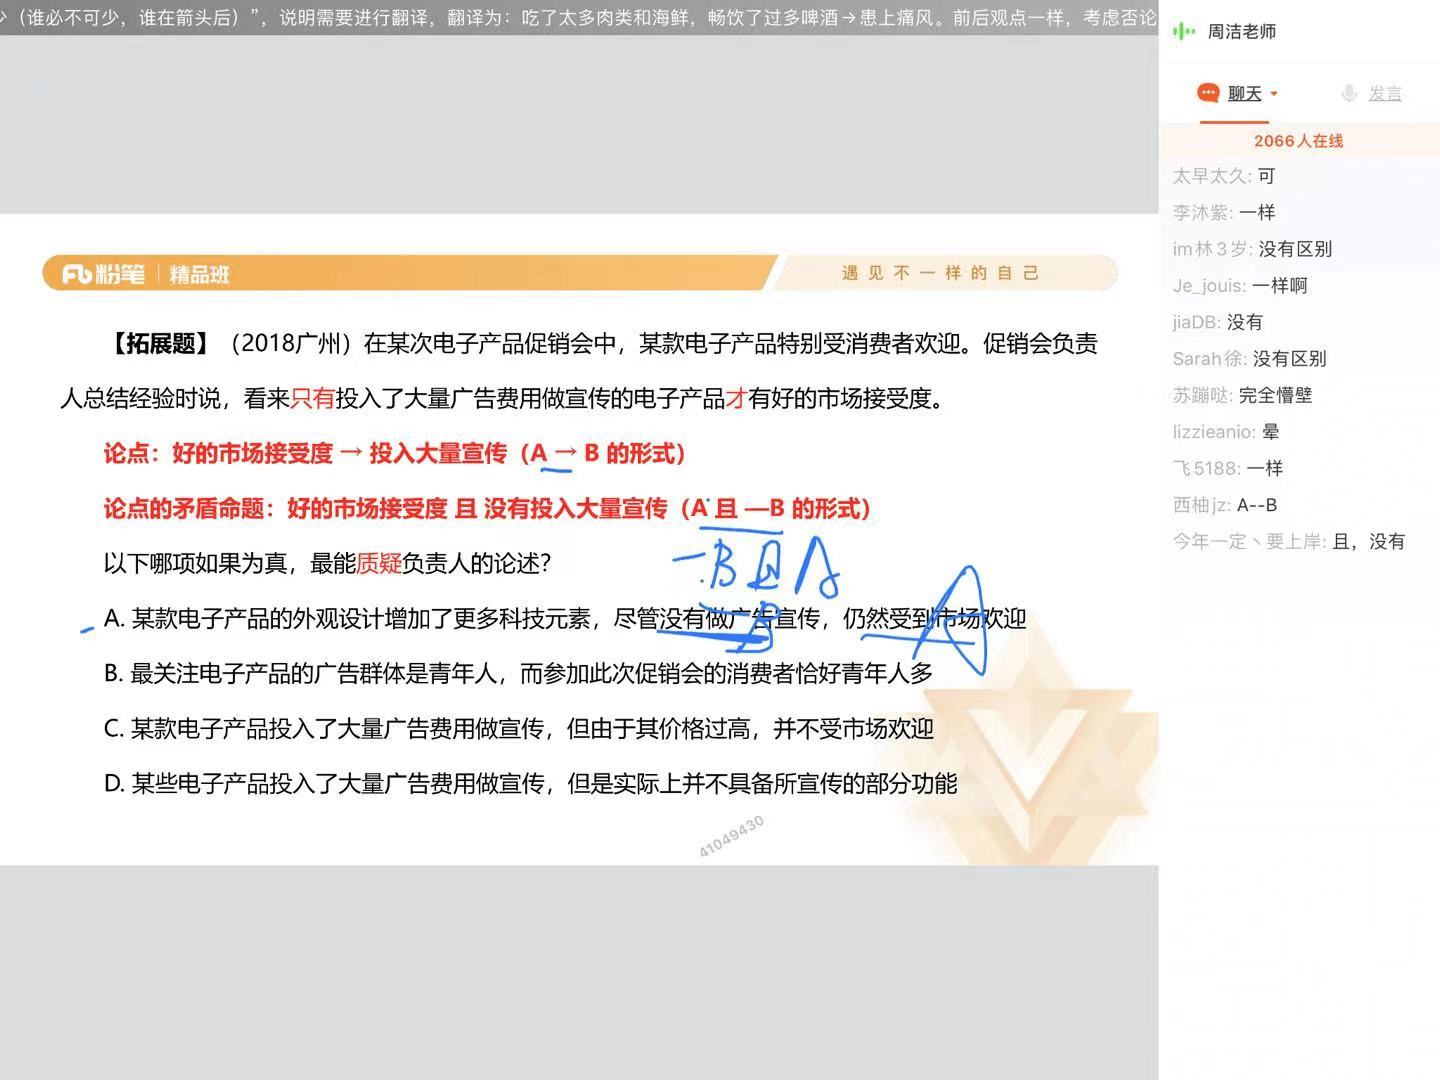 少（谁必不可少，谁在箭头后）”，说明需要进行翻译，翻译为：吃了太多肉类和海鲜，畅饮了过多啤酒→患上痛风。前后观点一样，考虑否论
粉笔 | 精品班
遇见不一样的自己
【拓展题】（2018广州）在某次电子产品促销会中，某款电子产品特别受消费者欢迎。促销会负责
人总结经验时说，看来只有投入了大量广告费用做宣传的电子产品才有好的市场接受度。
论点：好的市场接受度 → 投入大量宣传（A → B 的形式）
论点的矛盾命题：好的市场接受度 且 没有投入大量宣传（A 且 —B 的形式）
以下哪项如果为真，最能质疑负责人的论述？
—B 且 A
A. 某款电子产品的外观设计增加了更多科技元素，尽管没有做广告宣传，仍然受到市场欢迎
—B A
B. 最关注电子产品的广告群体是青年人，而参加此次促销会的消费者恰好青年人多
C. 某款电子产品投入了大量广告费用做宣传，但由于其价格过高，并不受市场欢迎
D. 某些电子产品投入了大量广告费用做宣传，但是实际上并不具备所宣传的部分功能
41049430
周洁老师
聊天
发言
2066人在线
太早太久: 可
李沐紫: 一样
im林3岁: 没有区别
Je_jouis: 一样啊
jiaDB: 没有
Sarah徐: 没有区别
苏蹦哒: 完全懵壁
lizzieanio: 晕
飞5188: 一样
西柚jz: A--B
今年一定丶要上岸: 且，没有